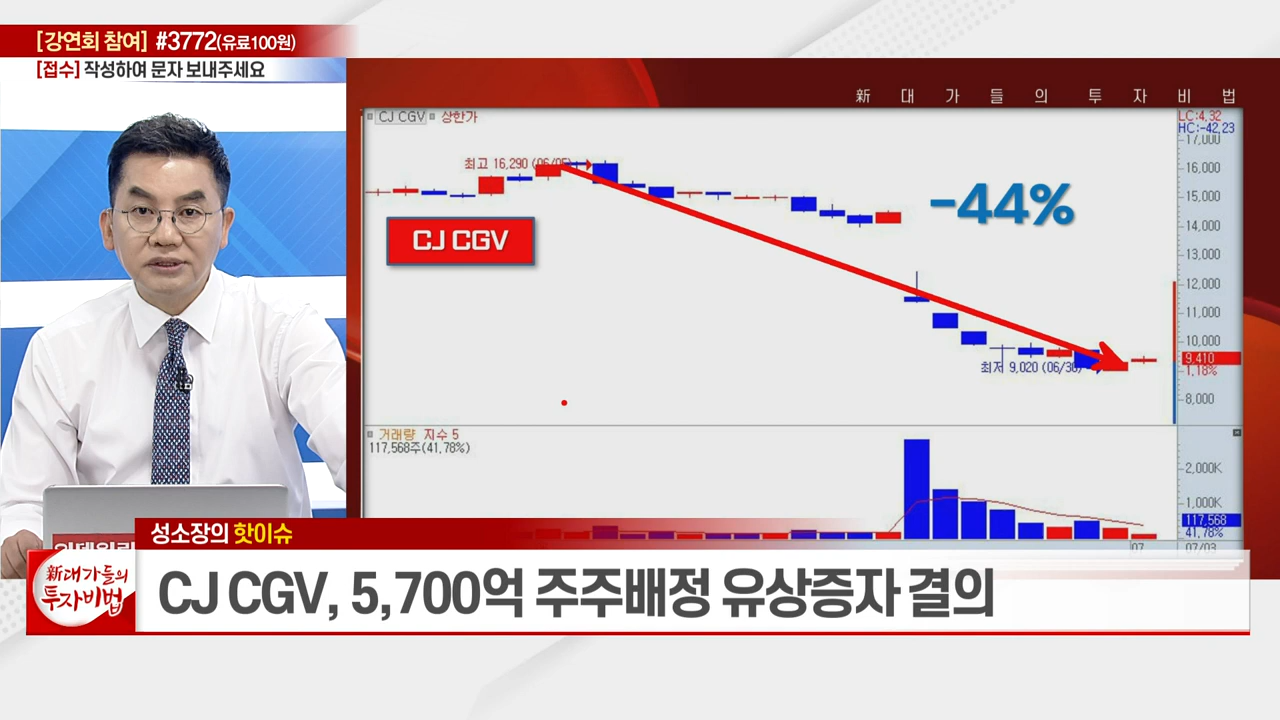 [강연회 참여] #3772(유료100원)
[접수] 작성하여 문자 보내주세요
新 대 가 들 의 투 자 비 법
CJ CGV 상한가
LC:4,32
HC:-42,23
17,000
최고 16,290 (06/05)
16,000
15,000
-44%
14,000
CJ CGV
13,000
12,000
11,000
10,000
9,410
1,18%
최저 9,020 (06/30)
8,000
거래량 지수 5
117,568주(41,78%)
2,000K
1,000K
117,568
41,78%
07
07/03
성소장의 핫이슈
新대가들의
투자비법
CJ CGV, 5,700억 주주배정 유상증자 결의